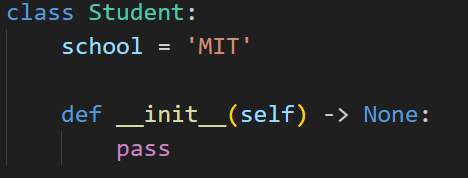 class Student:
    school = 'MIT'

    def __init__(self) -> None:
        pass